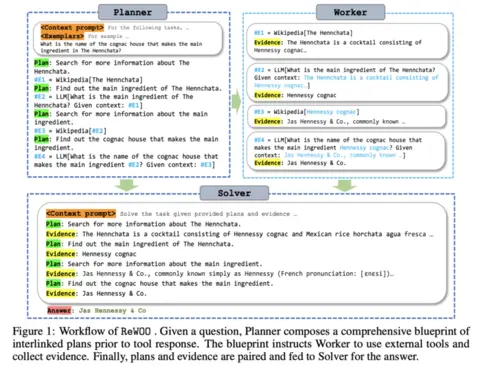 Planner
<Context prompt> For the following tasks, …
<Exemplars> For example …
What is the name of the cognac house that makes the main
ingredient in The Hennchata?
Plan: Search for more information about The
Henchata.
#E1 = Wikipedia[The Hennchata]
Plan: Find out the main ingredient of The Hennchata.
#E2 = LLM[What is the main ingredient of The
Hennchata? Given context: #E1]
Plan: Search for more information about the main
ingredient.
#E3 = Wikipedia[#E2]
Plan: Find out the cognac house that makes the main
ingredient.
#E4 = LLM[What is the name of the cognac house that
makes the main ingredient #E2? Given context: #E3]
Worker
#E1 = Wikipedia[The Hennchata]
Evidence: The Henchata is a cocktail consisting of
Hennessy cognac…
#E2 = LLM[What is the main ingredient of The Hennchata?
Given context: The Henchata is a cocktail consisting of
Hennessy cognac…]
Evidence: Hennessy cognac
#E3 = Wikipedia[Hennessy cognac]
Evidence: Jas Hennessy & Co., commonly known …
#E4 = LLM[What is the name of the cognac house that
makes the main ingredient Hennessy cognac? Given
context: Jas Hennessy & Co., commonly known …]
Evidence: Jas Hennessy & Co.
Solver
<Context prompt> Solve the task given provided plans and evidence …
Plan: Search for more information about The Henchata.
Evidence: The Henchata is a cocktail consisting of Hennessy cognac and Mexican rice horchata agua fresca …
Plan: Find out the main ingredient of The Hennchata.
Evidence: Hennessy cognac
Plan: Search for more information about the main ingredient.
Evidence: Jas Hennessy & Co., commonly known simply as Hennessy (French pronunciation: [ɛnɛsi])…
Plan: Find out the cognac house that makes the main ingredient.
Evidence: Jas Hennessy & Co.
Answer: Jas Hennessy & Co
Figure 1: Workflow of ReWOO . Given a question, Planner composes a comprehensive blueprint of
interlinked plans prior to tool response. The blueprint instructs Worker to use external tools and
collect evidence. Finally, plans and evidence are paired and fed to Solver for the answer.